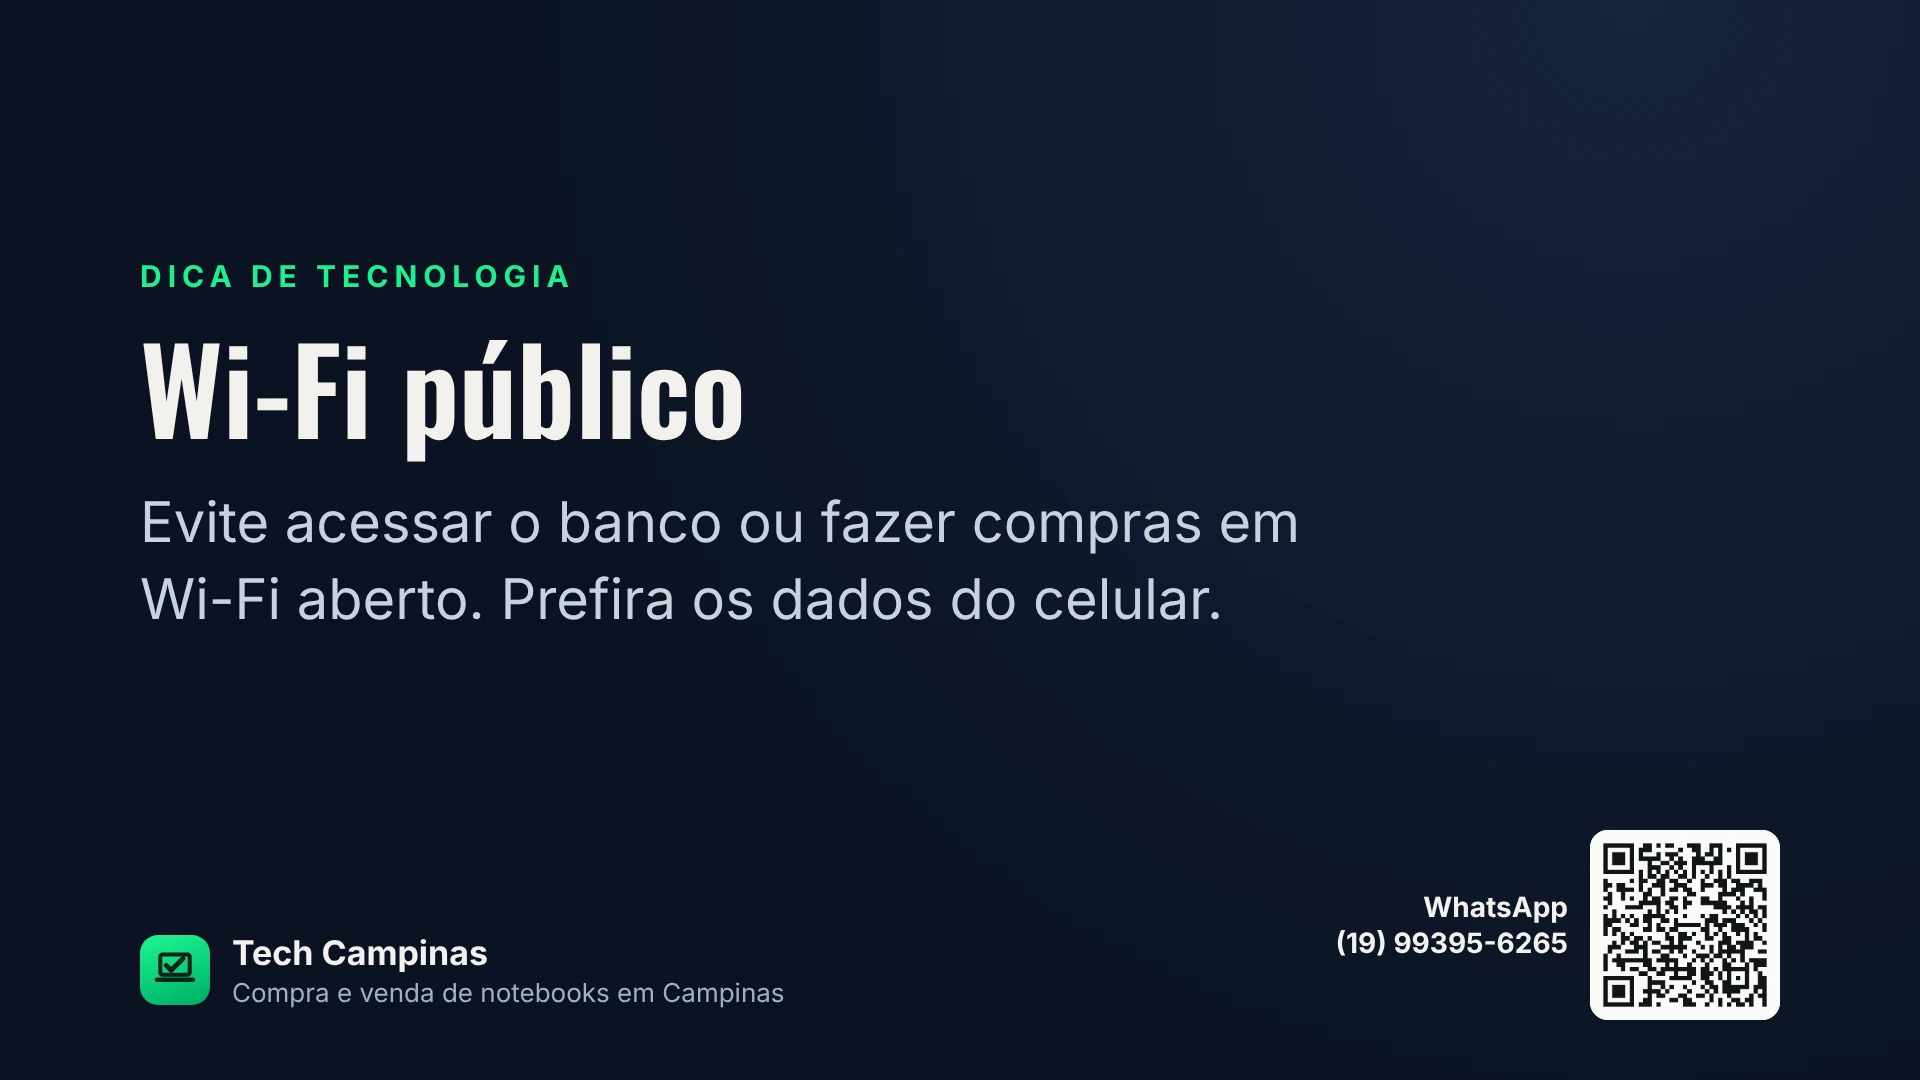 DICA DE TECNOLOGIA
Wi-Fi público
Evite acessar o banco ou fazer compras em
Wi-Fi aberto. Prefira os dados do celular.
WhatsApp
(19) 99395-6265
Tech Campinas
Compra e venda de notebooks em Campinas